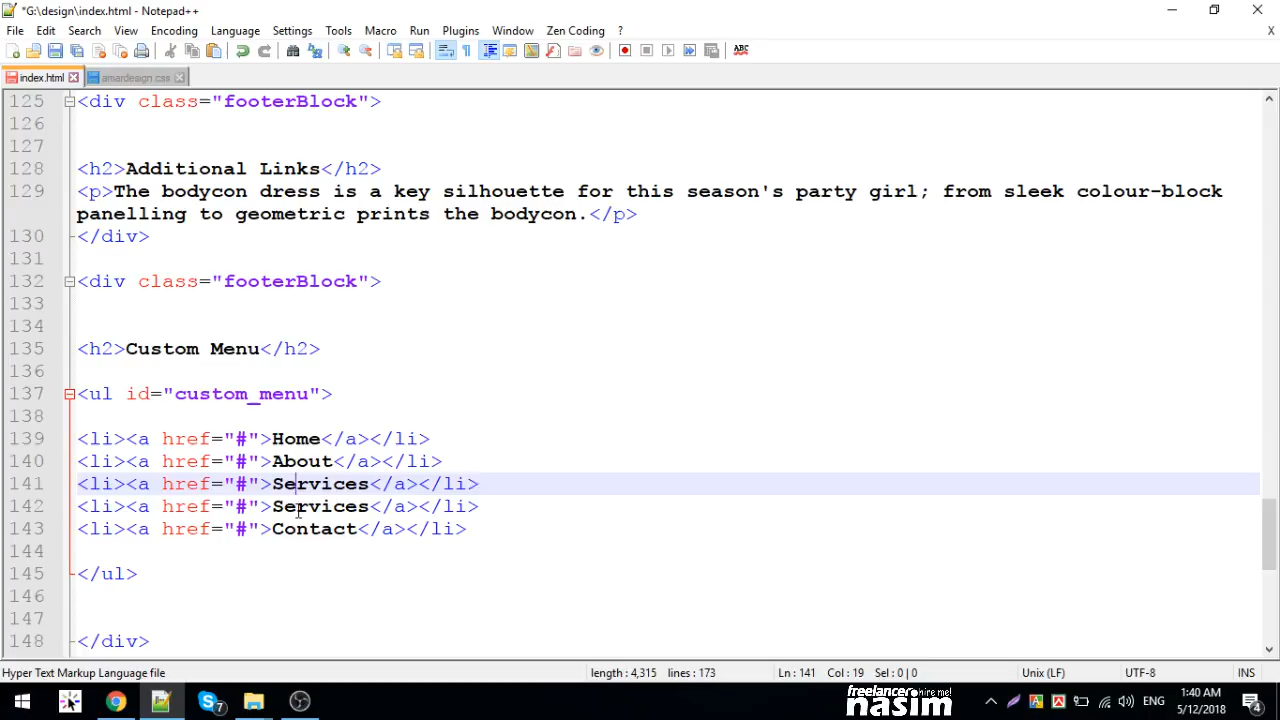 *G:\design\index.html - Notepad++
File Edit Search View Encoding Language Settings Tools Macro Run Plugins Window Zen Coding ? X
index.html amardeaign.css
125 <div class="footerBlock">
126
127
128 <h2>Additional Links</h2>
129 <p>The bodycon dress is a key silhouette for this season's party girl; from sleek colour-block
panelling to geometric prints the bodycon.</p>
130 </div>
131
132 <div class="footerBlock">
133
134
135 <h2>Custom Menu</h2>
136
137 <ul id="custom_menu">
138
139 <li><a href="#">Home</a></li>
140 <li><a href="#">About</a></li>
141 <li><a href="#">Services</a></li>
142 <li><a href="#">Services</a></li>
143 <li><a href="#">Contact</a></li>
144
145 </ul>
146
147
148 </div>
Hyper Text Markup Language file length : 4,315 lines : 173 Ln : 141 Col : 19 Sel : 0 | 0 Unix (LF) UTF-8 INS
7 ENG 1:40 AM
5/12/2018 4
nasim